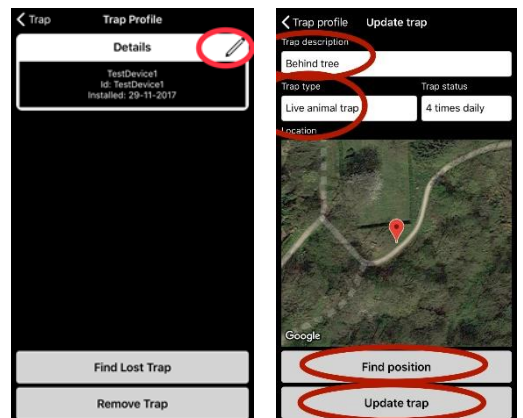 Trap
Trap Profile
Details
TestDevice1
Id: TestDevice1
Installed: 29-11-2017
Find Lost Trap
Remove Trap
Trap profile
Update trap
Trap description
Behind tree
Trap type
Trap status
Live animal trap
4 times daily
Location
Google
Find position
Update trap